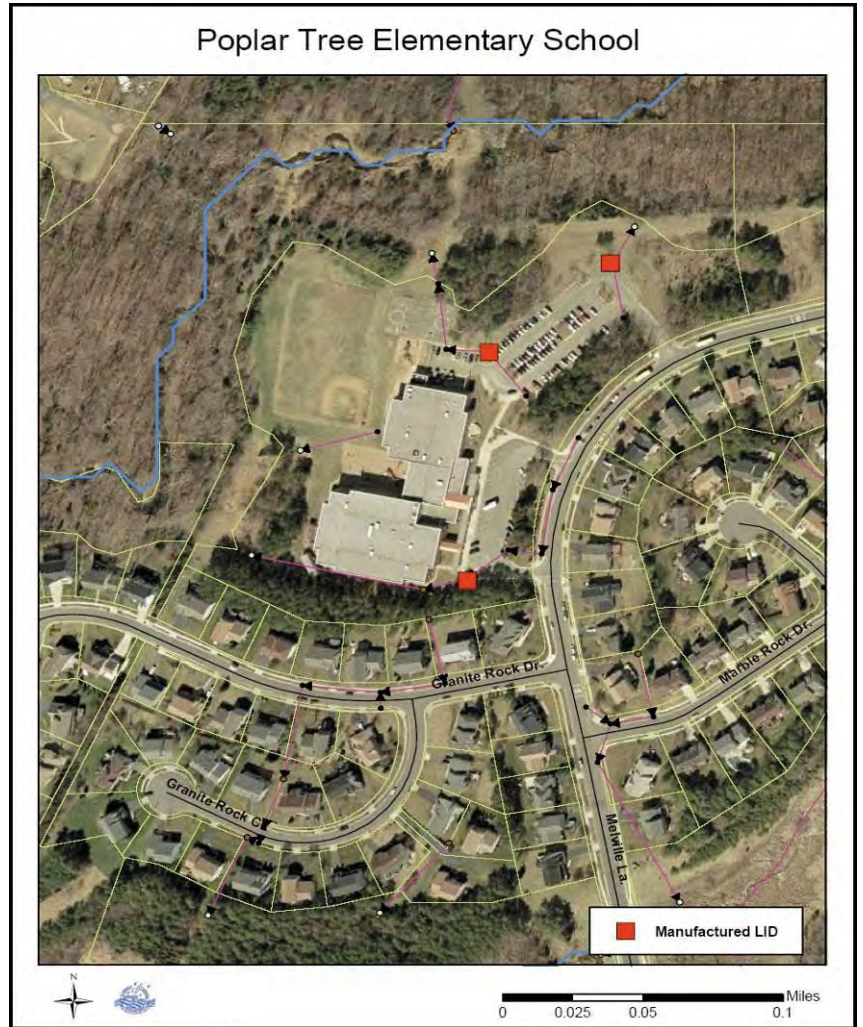 Poplar Tree Elementary School
Granite Rock Dr.
Marble Rock Dr.
Granite Rock C
Melville La.
Manufactured LID
N
Miles
0
0.025
0.05
0.1